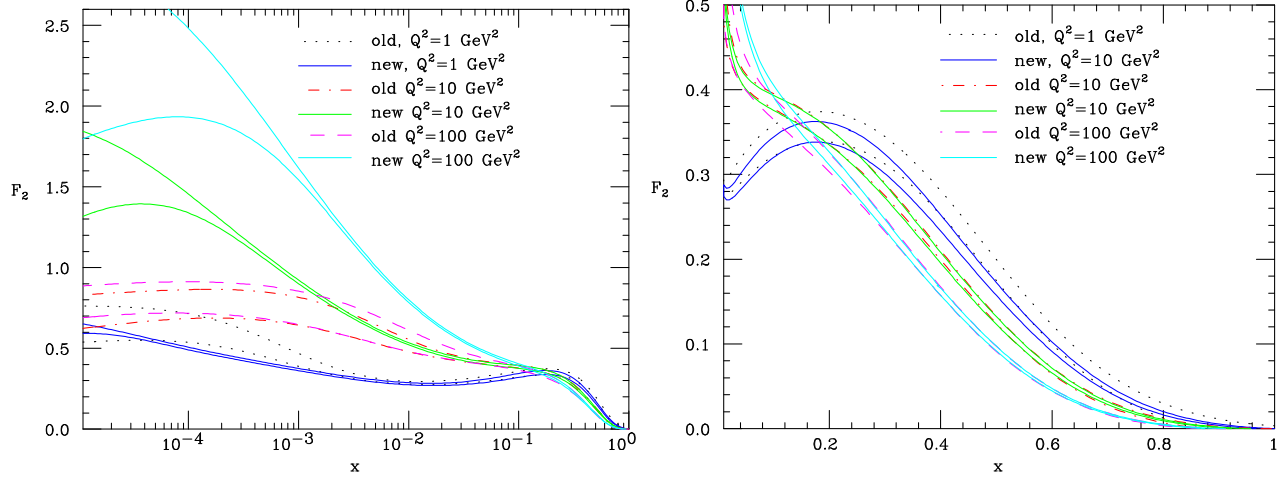 2.6
2.0
1.5
F₂
1.0
0.5
0.0
10⁻⁴ 10⁻³ 10⁻² 10⁻¹ 10⁰
x
old, Q²=1 GeV²
new, Q²=1 GeV²
old Q²=10 GeV²
new Q²=10 GeV²
old Q²=100 GeV²
new Q²=100 GeV²
0.5
0.4
0.3
F₂
0.2
0.1
0.0
0.2 0.4 0.6 0.8 1
x
old, Q²=1 GeV²
new, Q²=10 GeV²
old Q²=10 GeV²
new Q²=10 GeV²
old Q²=100 GeV²
new Q²=100 GeV²